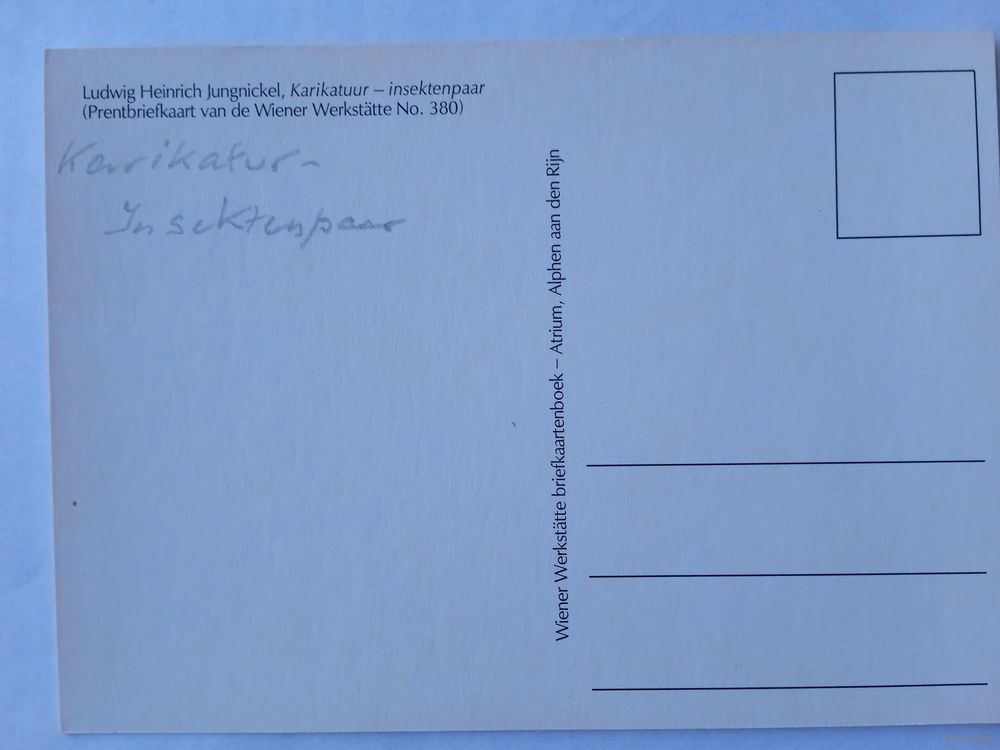 Ludwig Heinrich Jungnickel, Karikatuur – insektenpaar
(Prentbriefkaart van de Wiener Werkstätte No. 380)
Karrikatur-
Insektenpaar
Wiener Werkstätte briefkaartenboek – Atrium, Alphen aan den Rijn